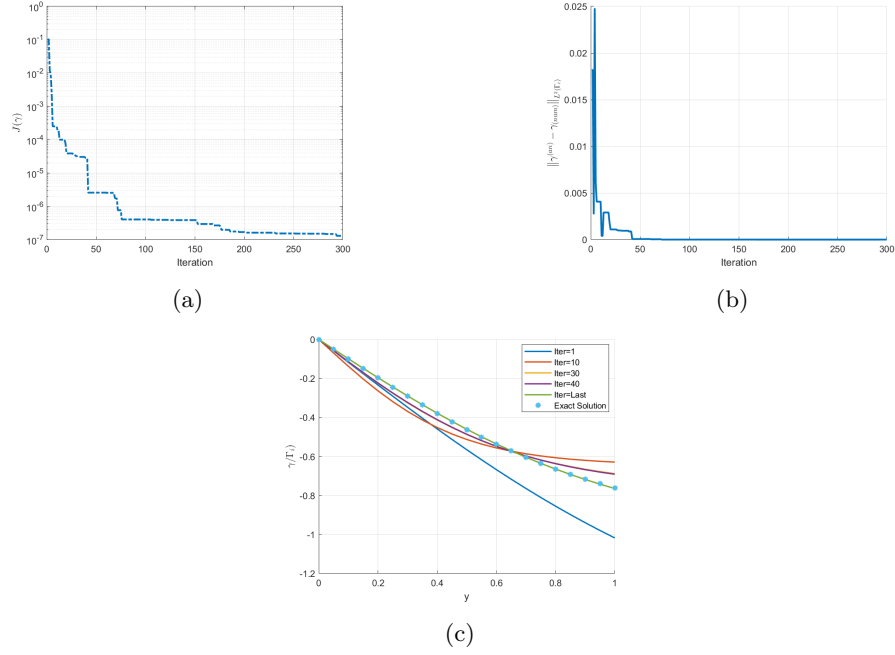 10^0
10^-1
10^-2
10^-3
10^-4
10^-5
10^-6
10^-7
J(γ)
0 50 100 150 200 250 300
Iteration
(a)
0.025
0.02
0.015
0.01
0.005
0
||γ^(an) − γ^(num)||_L²(Γ_i)
0 50 100 150 200 250 300
Iteration
(b)
0
-0.2
-0.4
-0.6
-0.8
-1
-1.2
γ/Γ_i)
Iter=1
Iter=10
Iter=30
Iter=40
Iter=Last
Exact Solution
0 0.2 0.4 0.6 0.8 1
y
(c)